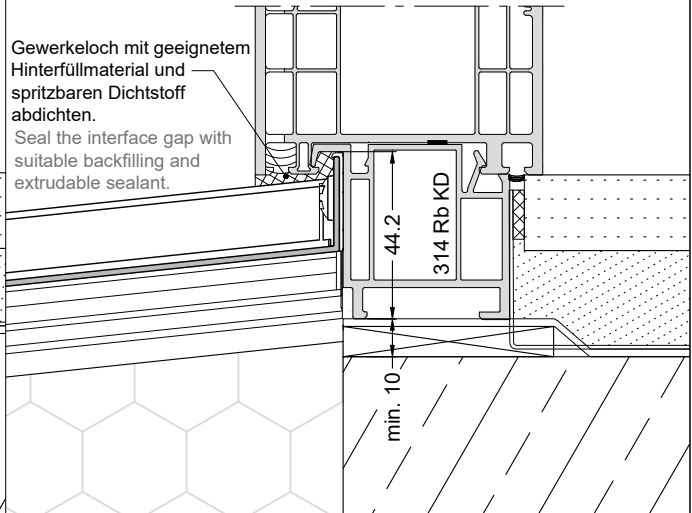 Gewerkeloch mit geeignetem
Hinterfüllmaterial und
spritzbaren Dichtstoff
abdichten.
Seal the interface gap with
suitable backfilling and
extrudable sealant.
44.2
314 Rb KD
min. 10